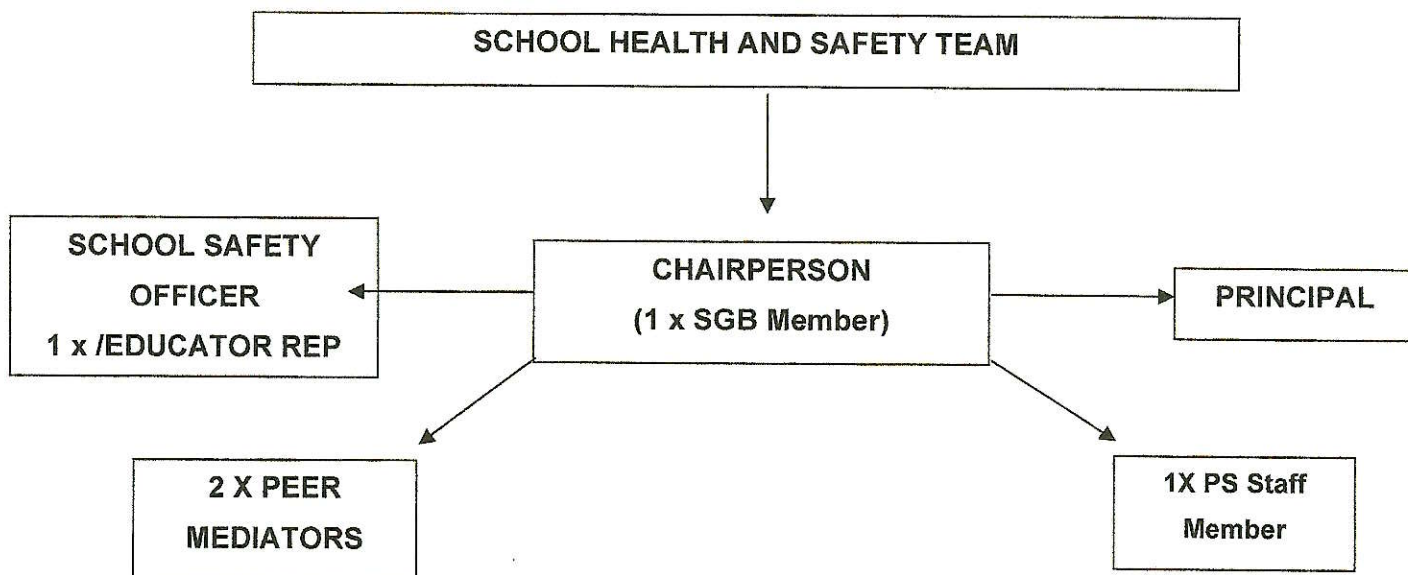 SCHOOL HEALTH AND SAFETY TEAM
SCHOOL SAFETY
OFFICER
1 x /EDUCATOR REP
CHAIRPERSON
(1 x SGB Member)
PRINCIPAL
2 X PEER
MEDIATORS
1X PS Staff
Member